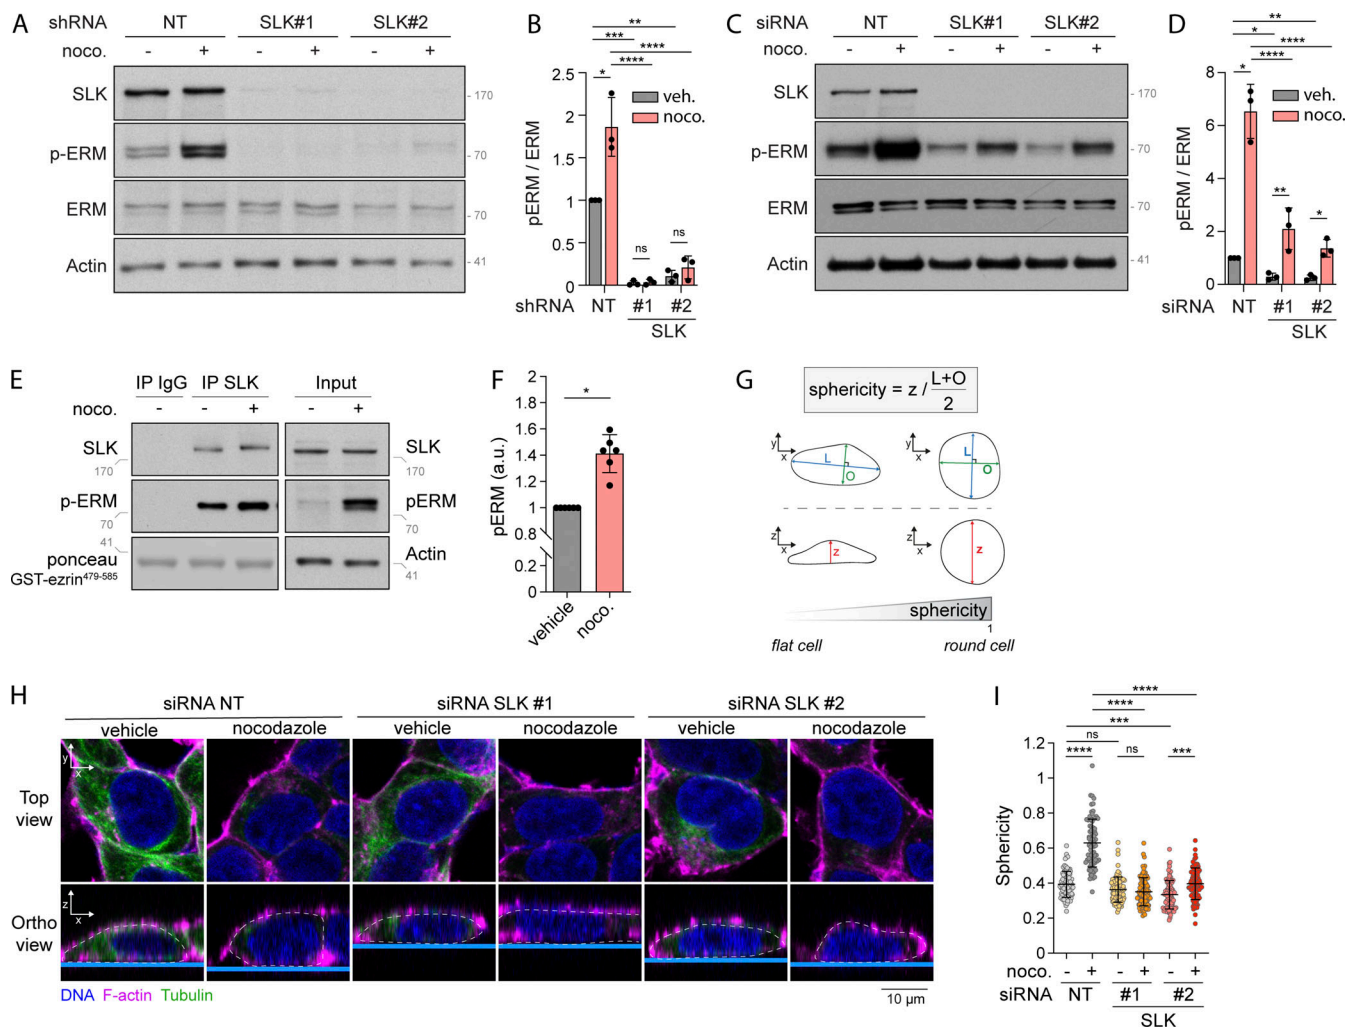 A
shRNA NT SLK#1 SLK#2
noco. - + - + - +
SLK - 170
p-ERM - 70
ERM - 70
Actin - 41
B
** 
***
****
****
*
2.5
2.0
1.5
1.0
0.5
0
pERM / ERM
veh.
noco.
ns ns
shRNA NT #1 #2
SLK
C
siRNA NT SLK#1 SLK#2
noco. - + - + - +
SLK - 170
p-ERM - 70
ERM - 70
Actin - 41
D
**
*
****
****
*
8
6
4
2
0
pERM / ERM
veh.
noco.
** *
siRNA NT #1 #2
SLK
E
IP IgG IP SLK Input
noco. - - + - +
SLK 170 SLK 170
p-ERM 70 pERM 70
41
ponceau Actin
GST-ezrin479-585 41
F
*
2
1.8
1.6
1.4
1.2
1
0.8
0.6
0.4
0.2
0
pERM (a.u.)
vehicle noco.
G
sphericity = z / L+O
2
y x L O y x L O
z x z z x z
sphericity
1
flat cell round cell
H
siRNA NT siRNA SLK #1 siRNA SLK #2
vehicle nocodazole vehicle nocodazole vehicle nocodazole
y
x
Top
view
z
x
Ortho
view
DNA F-actin Tubulin
10 µm
I
****
****
***
ns
**** ns ***
1.2
1
0.8
0.6
0.4
0.2
0
Sphericity
noco. - + - + - +
siRNA NT #1 #2
SLK